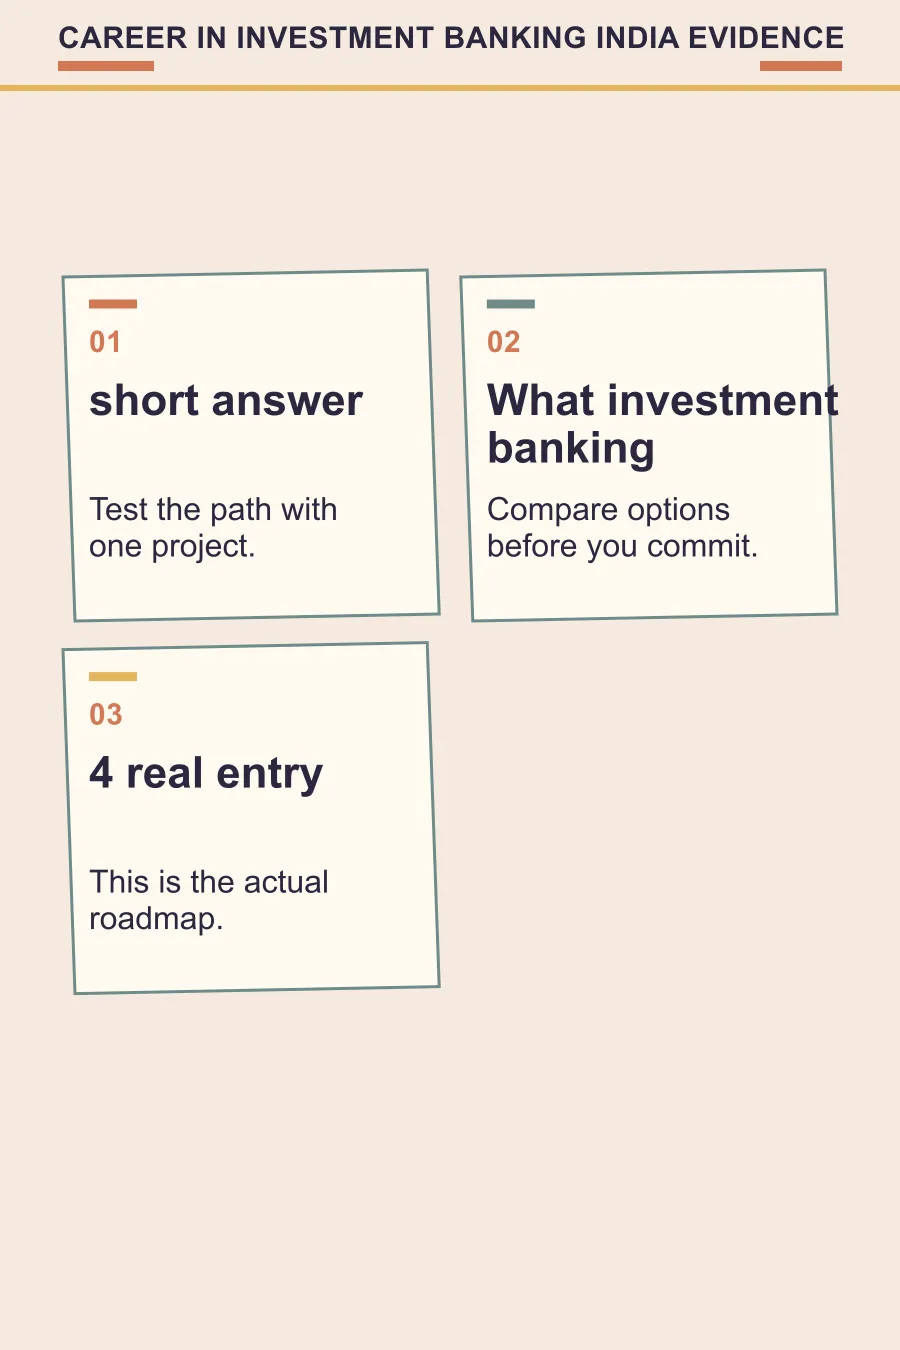 CAREER IN INVESTMENT BANKING INDIA EVIDENCE
01
short answer
Test the path with
one project.
02
What investment
banking
Compare options
before you commit.
03
4 real entry
This is the actual
roadmap.